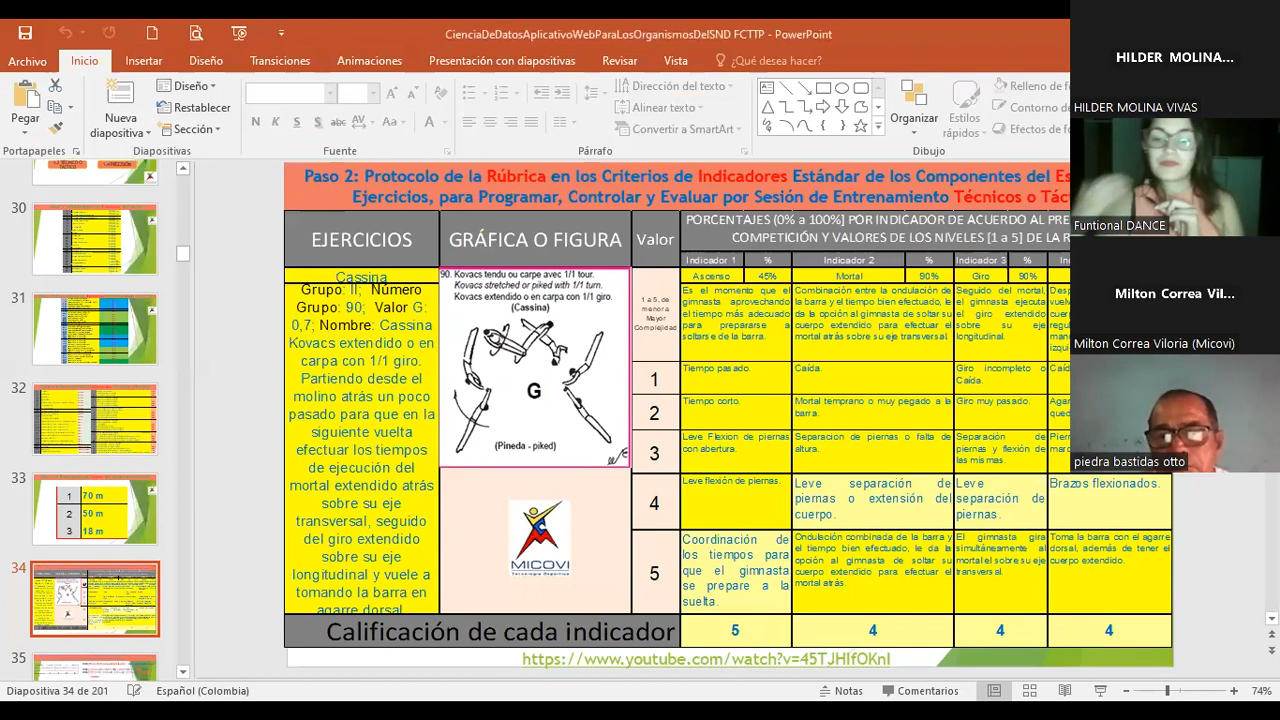 CienciaDeDatosAplicativoWebParaLosOrganismosDelSND FCTTP - PowerPoint
Archivo
Inicio
Insertar
Diseño
Transiciones
Animaciones
Presentación con diapositivas
Revisar
Vista
¿Qué desea hacer?
Pegar
Nueva
diapositiva
Diseño
Restablecer
Sección
N K S S abc AV Aa A
Dirección del texto
Alinear texto
Convertir a SmartArt
Organizar
Estilos
rápidos
Relleno de
Contorno de
Efectos de fo
Portapapeles
Diapositivas
Fuente
Párrafo
Dibujo
HILDER MOLINA...
HILDER MOLINA VIVAS
Funtional DANCE
Milton Correa Vil...
Milton Correa Viloria (Micovi)
piedra bastidas otto
30
31
32
33
1 70 m
2 50 m
3 18 m
34
35
Paso 2: Protocolo de la Rúbrica en los Criterios de Indicadores Estándar de los Componentes del Es
Ejercicios, para Programar, Controlar y Evaluar por Sesión de Entrenamiento Técnicos o Tác
EJERCICIOS
GRÁFICA O FIGURA
Valor
PORCENTAJES (0% a 100%] POR INDICADOR DE ACUERDO AL PRE
COMPETICIÓN Y VALORES DE LOS NIVELES [1 a 5] DE LA R
Indicador 1 % Indicador 2 % Indicador 3 %
Ascenso 45% Mortal 90% Giro 90%
Cassina
Grupo: II; Número
Grupo: 90; Valor G:
0,7; Nombre: Cassina
Kovacs extendido o en
carpa con 1/1 giro.
Partiendo desde el
molino atrás un poco
pasado para que en la
siguiente vuelta
efectuar los tiempos
de ejecución del
mortal extendido atrás
sobre su eje
transversal, seguido
del giro extendido
sobre su eje
longitudinal y vuele a
tomando la barra en
agarre dorsal
90. Kovacs tendu ou carpe avec 1/1 tour.
Kovacs stretched or piked with 1/1 turn.
Kovacs extendido o en carpa con 1/1 giro.
(Cassina)
G
(Pineda - piked)
MICOVI
Tecnología Deportiva
1 a 5, de
menor a
Mayor
Complejidad
Es el momento que el
gimnasta aprovechando
el tiempo más adecuado
para prepararse a
soltarse de la barra.
Combinación entre la ondulación de
la barra y el tiempo bien efectuado, le
da la opción al gimnasta de soltar su
cuerpo extendido para efectuar el
mortal atrás sobre su eje transversal.
Seguido del mortal,
el gimnasta ejecuta
el giro extendido
sobre su eje
longitudinal.
1
Tiempo pasado.
Caída.
Giro incompleto o
Caída.
2
Tiempo corto.
Mortal temprano o muy pegado a la
barra.
Giro muy pasado.
3
Leve Flexion de piernas
con abertura.
Separacion de piernas o falta de
altura.
Separación de
piernas y flexión de
las mismas.
4
Leve flexión de piernas.
Leve separación de
piernas o extensión del
cuerpo.
Leve
separación de
piernas.
Brazos flexionados.
5
Coordinación de
los tiempos para
que el gimnasta
se prepare a la
suelta.
Ondulación combinada de la barra y
el tiempo bien efectuado, le da la
opción al gimnasta de soltar su
cuerpo extendido para efectuar el
mortal atrás.
El gimnasta gira
simultáneamente al
mortal el sobre su eje
transversal.
Toma la barra con el agarre
dorsal, además de tener el
cuerpo extendido.
Calificación de cada indicador 5 4 4 4
https://www.youtube.com/watch?v=45TJHIfOKnI
Diapositiva 34 de 201
Español (Colombia)
Notas
Comentarios
74%